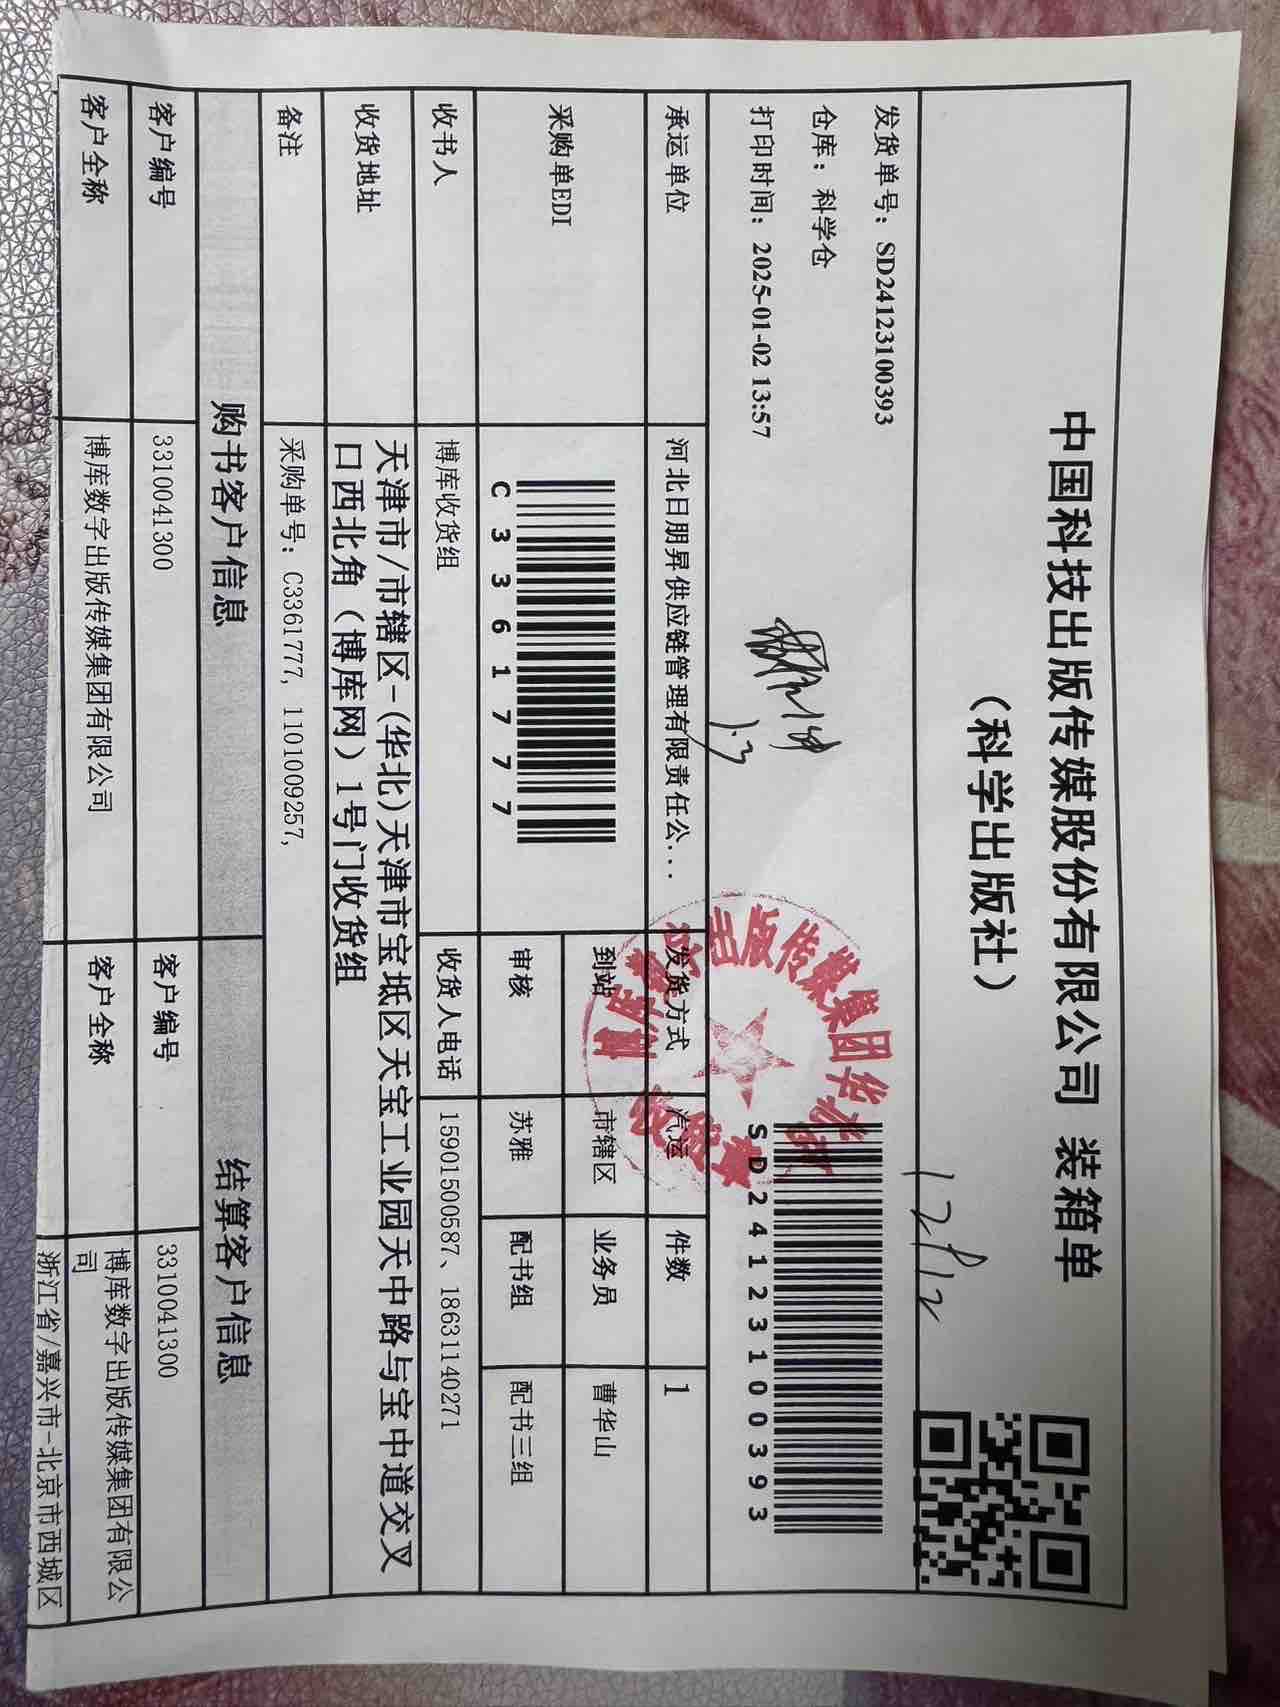 中国科技出版传媒股份有限公司 装箱单
（科学出版社）
发货单号：SD24123100393
仓库：科学仓
打印时间：2025-01-02 13:57
SD24123100393
1.3
承运单位 河北日朋昇供应链管理有限责任公... 发货方式 汽运 件数 1
采购单EDI C3361777 到站 市辖区 业务员 曹华山
审核 苏雅 配书组 配书三组
收书人 博库收货组 收货人电话 15901500587、18631140271
收货地址 天津市/市辖区-(华北)天津市宝坻区天宝工业园天中路与宝中道交叉
口西北角（博库网）1号门收货组
备注 采购单号：C3361777, 1101009257,
购书客户信息 结算客户信息
客户编号 3310041300 客户编号 3310041300
客户全称 博库数字出版传媒集团有限公司 客户全称 博库数字出版传媒集团有限公
司
浙江省/嘉兴市-北京市西城区